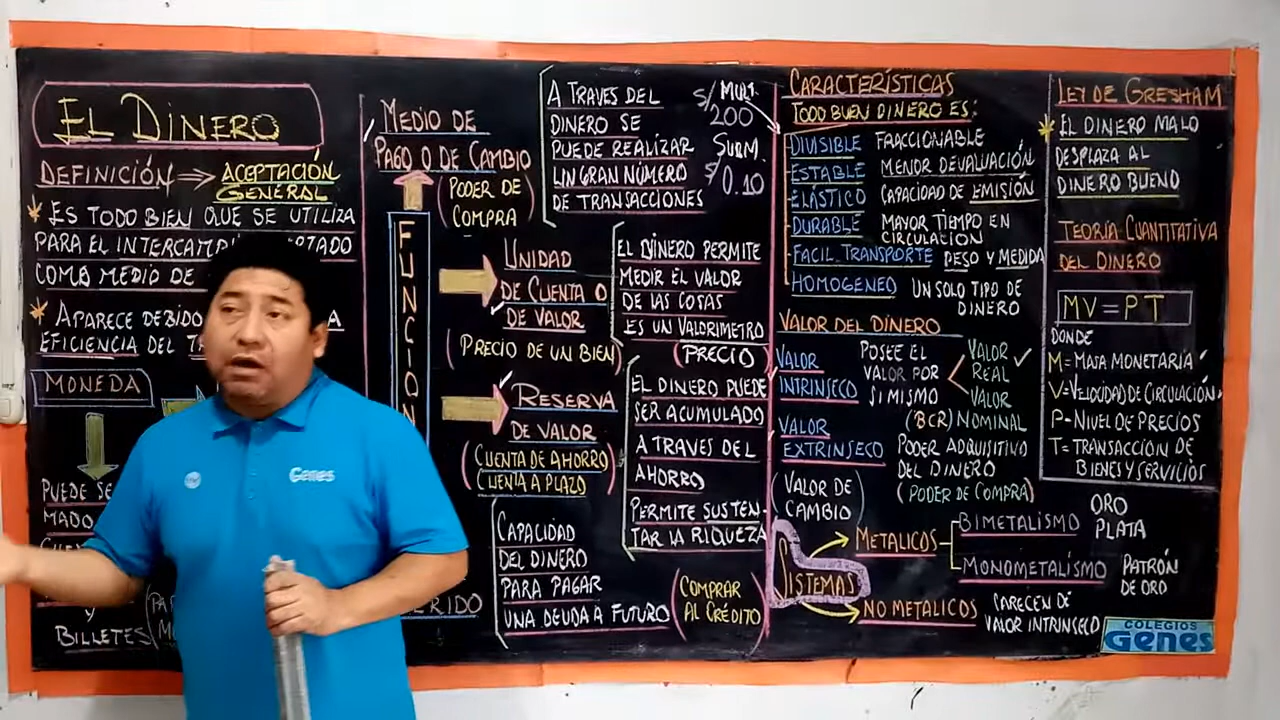 EL DINERO
DEFINICIÓN ⇒ ACEPTACIÓN
GENERAL
* ES TODO BIEN QUE SE UTILIZA
PARA EL
COMO MEDIO DE
* APARECE DEBIDO
EFICIENCIA DEL
MONEDA
PUEDE SE
Y
BILLETES
FUNCION
MEDIO DE
PAGO O DE CAMBIO
(PODER DE
COMPRA)
A TRAVES DEL
DINERO SE
PUEDE REALIZAR
UN GRAN NÚMERO
DE TRANSACCIONES
MULT.
S/ 200
SUBM.
S/ 0.10
UNIDAD
DE CUENTA O
DE VALOR
(PRECIO DE UN BIEN)
EL DINERO PERMITE
MEDIR EL VALOR
DE LAS COSAS
ES UN VALORIMETRO
(PRECIO)
RESERVA
DE VALOR
(CUENTA DE AHORRO
CUENTA A PLAZO)
EL DINERO PUEDE
SER ACUMULADO
A TRAVES DEL
AHORRO
PERMITE SUSTEN-
TAR LA RIQUEZA
CAPACIDAD
DEL DINERO
PARA PAGAR
UNA DEUDA A FUTURO
(COMPRAR
AL CRÉDITO)
CARACTERÍSTICAS
TODO BUEN DINERO ES:
DIVISIBLE FRACCIONABLE
ESTABLE MENOR DEVALUACIÓN
ELÁSTICO CAPACIDAD DE EMISIÓN
DURABLE MAYOR TIEMPO EN
CIRCULACIÓN
FACIL TRANSPORTE PESO Y MEDIDA
HOMOGENEO UN SOLO TIPO DE
DINERO
VALOR DEL DINERO
VALOR
INTRINSECO
POSEE EL
VALOR POR
SI MISMO
VALOR
REAL
VALOR
(BCR) NOMINAL
VALOR
EXTRINSECO
PODER ADQUISITIVO
DEL DINERO
(PODER DE COMPRA)
(VALOR DE
CAMBIO)
SISTEMAS
METALICOS
BIMETALISMO
ORO
PLATA
MONOMETALISMO
PATRÓN
DE ORO
NO METALICOS
CARECEN DE
VALOR INTRINSECO
LEY DE GRESHAM
* EL DINERO MALO
DESPLAZA AL
DINERO BUENO
TEORIA CUANTITATIVA
DEL DINERO
MV = PT
DONDE
M = MASA MONETARIA
V = VELOCIDAD DE CIRCULACIÓN
P - NIVEL DE PRECIOS
T = TRANSACCIÓN DE
BIENES Y SERVICIOS
COLEGIOS
Genes
Genes